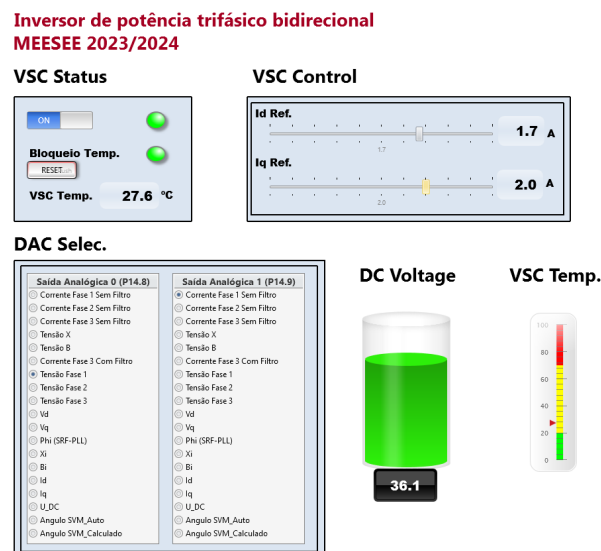 Inversor de potência trifásico bidirecional
MEESEE 2023/2024
VSC Status
ON
Bloqueio Temp.
RESET
VSC Temp. 27.6 °C
VSC Control
Id Ref.
1.7 A
1.7
Iq Ref.
2.0 A
2.0
DAC Selec.
Saída Analógica 0 (P14.8)
Corrente Fase 1 Sem Filtro
Corrente Fase 2 Sem Filtro
Corrente Fase 3 Sem Filtro
Tensão X
Tensão B
Corrente Fase 3 Com Filtro
Tensão Fase 1
Tensão Fase 2
Tensão Fase 3
Vd
Vq
Phi (SRF-PLL)
Xi
Bi
Id
Iq
U_DC
Angulo SVM_Auto
Angulo SVM_Calculado
Saída Analógica 1 (P14.9)
Corrente Fase 1 Sem Filtro
Corrente Fase 2 Sem Filtro
Corrente Fase 3 Sem Filtro
Tensão X
Tensão B
Corrente Fase 3 Com Filtro
Tensão Fase 1
Tensão Fase 2
Tensão Fase 3
Vd
Vq
Phi (SRF-PLL)
Xi
Bi
Id
Iq
U_DC
Angulo SVM_Auto
Angulo SVM_Calculado
DC Voltage
36.1
VSC Temp.
100
80
60
40
20
0